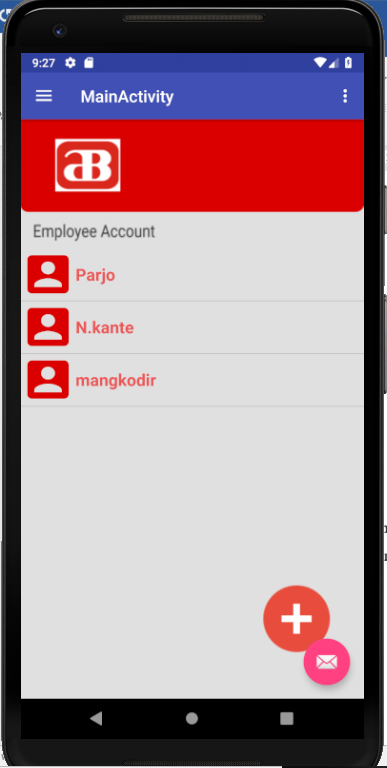 9:27
MainActivity
aB
Employee Account
Parjo
N.kante
mangkodir